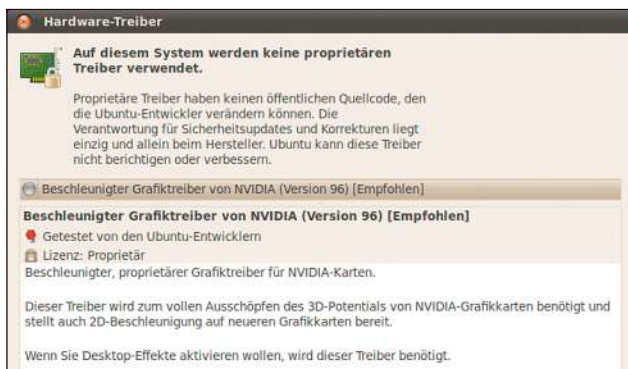 Hardware-Treiber
Auf diesem System werden keine proprietären
Treiber verwendet.
Proprietäre Treiber haben keinen öffentlichen Quellcode, den
die Ubuntu-Entwickler verändern können. Die
Verantwortung für Sicherheitsupdates und Korrekturen liegt
einzig und allein beim Hersteller. Ubuntu kann diese Treiber
nicht berichtigen oder verbessern.
Beschleunigter Grafiktreiber von NVIDIA (Version 96) [Empfohlen]
Beschleunigter Grafiktreiber von NVIDIA (Version 96) [Empfohlen]
Getestet von den Ubuntu-Entwicklern
Lizenz: Proprietär
Beschleunigter, proprietärer Grafiktreiber für NVIDIA-Karten.
Dieser Treiber wird zum vollen Ausschöpfen des 3D-Potentials von NVIDIA-Grafikkarten benötigt und
stellt auch 2D-Beschleunigung auf neueren Grafikkarten bereit.
Wenn Sie Desktop-Effekte aktivieren wollen, wird dieser Treiber benötigt.